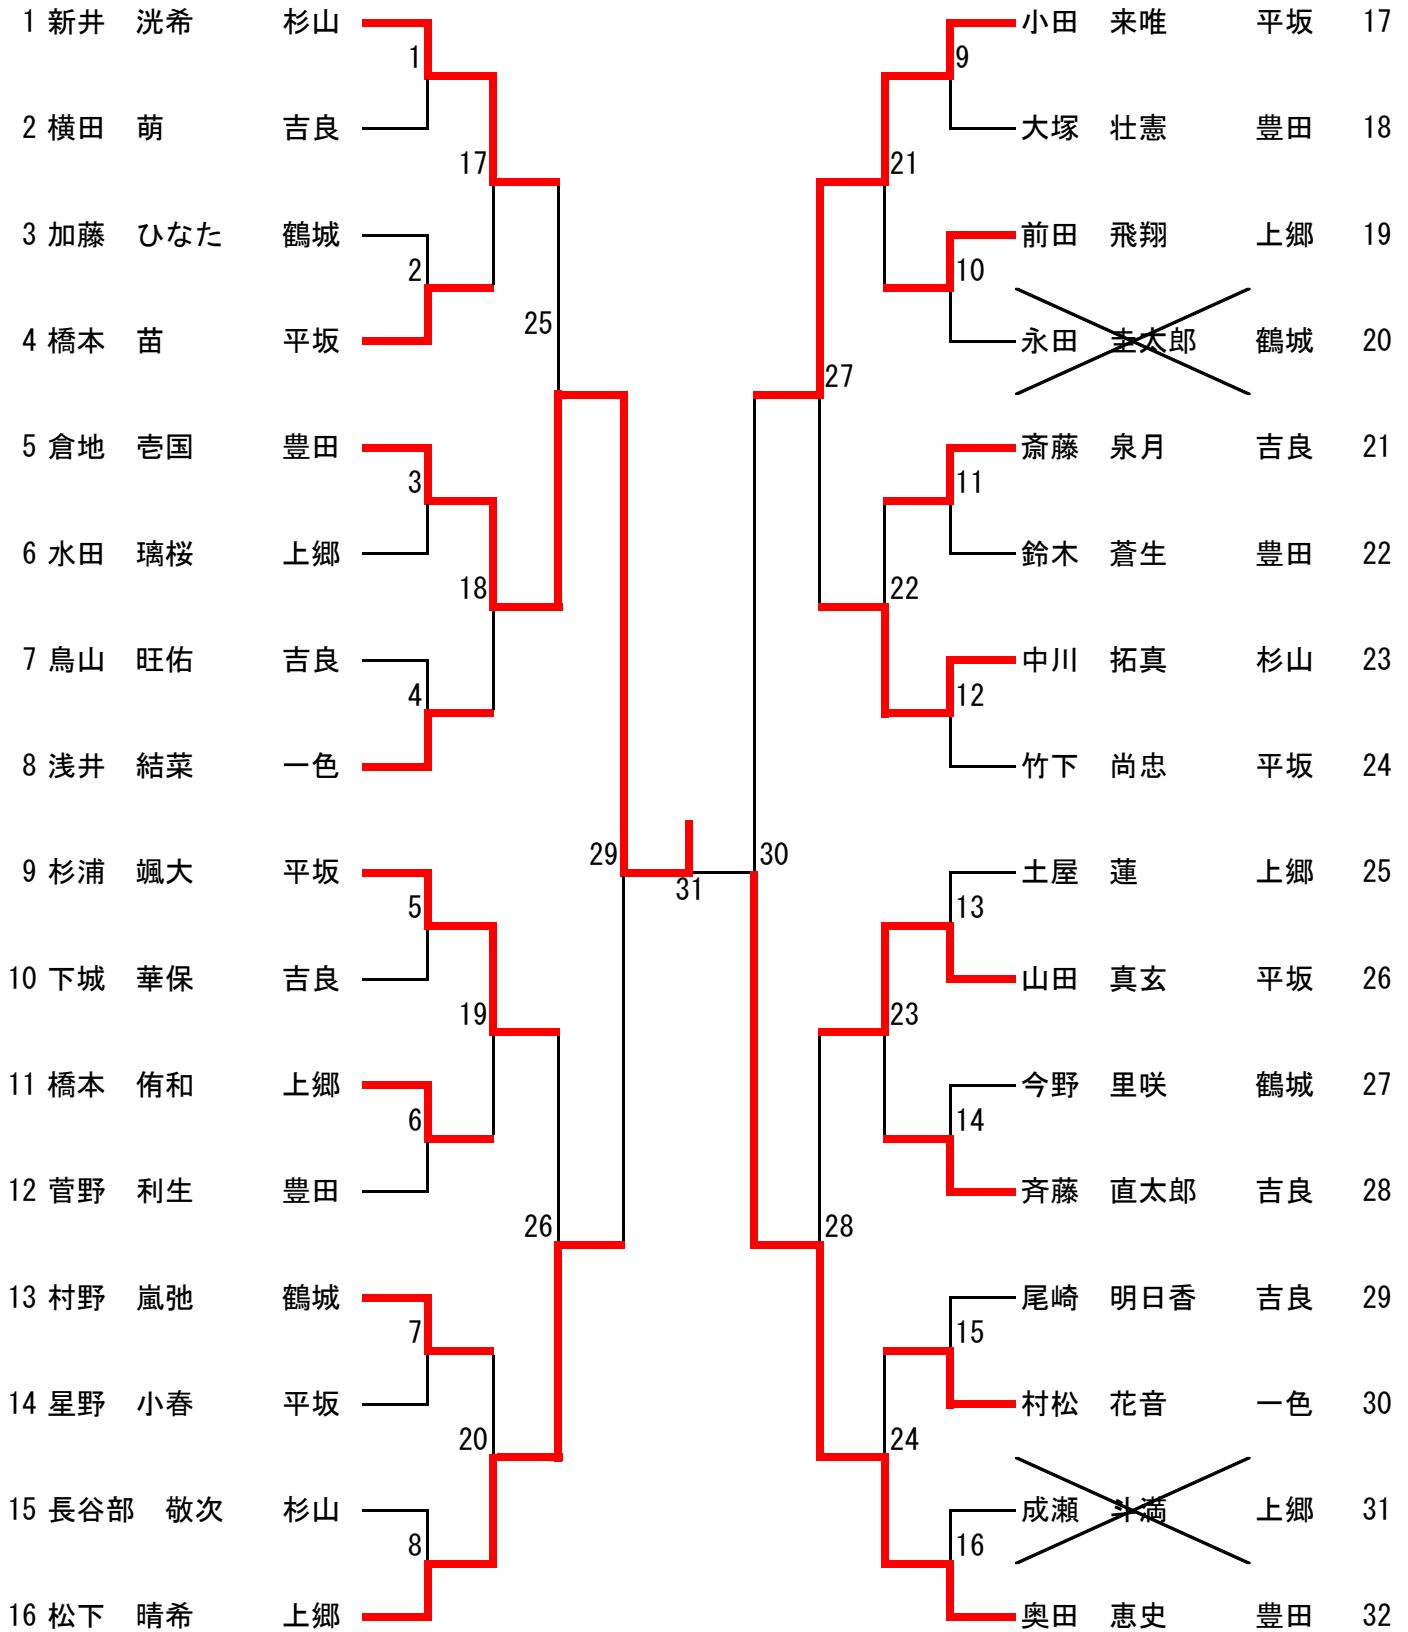 1 新井 洸希 杉山
2 横田 萌 吉良
3 加藤 ひなた 鶴城
4 橋本 苗 平坂
5 倉地 壱国 豊田
6 水田 璃桜 上郷
7 鳥山 旺佑 吉良
8 浅井 結菜 一色
9 杉浦 颯大 平坂
10 下城 華保 吉良
11 橋本 侑和 上郷
12 菅野 利生 豊田
13 村野 嵐弛 鶴城
14 星野 小春 平坂
15 長谷部 敬次 杉山
16 松下 晴希 上郷
1
2
3
4
5
6
7
8
17
18
19
20
25
26
29
31
30
27
28
21
22
23
24
9
10
11
12
13
14
15
16
小田 来唯 平坂 17
大塚 壮憲 豊田 18
前田 飛翔 上郷 19
永田 圭太郎 鶴城 20
斎藤 泉月 吉良 21
鈴木 蒼生 豊田 22
中川 拓真 杉山 23
竹下 尚忠 平坂 24
土屋 蓮 上郷 25
山田 真玄 平坂 26
今野 里咲 鶴城 27
斉藤 直太郎 吉良 28
尾崎 明日香 吉良 29
村松 花音 一色 30
成瀬 斗満 上郷 31
奥田 恵史 豊田 32